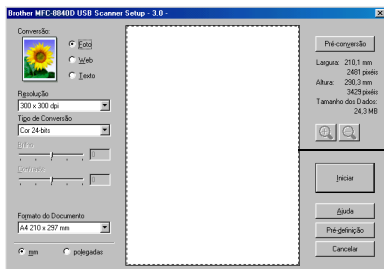 Brother MFC-8840D USB Scanner Setup - 3.0 -
Conversão:
Foto
Web
Texto
Resolução
300 x 300 dpi
Tipo de Conversão
Cor 24-bits
Brilho
0
Contraste
0
Formato do Documento
A4 210 x 297 mm
mm
polegadas
Pré-conversão
Largura: 210,1 mm
2481 pixéis
Altura: 290,3 mm
3429 pixéis
Tamanho dos Dados:
24,3 MB
Iniciar
Ajuda
Pré-definição
Cancelar